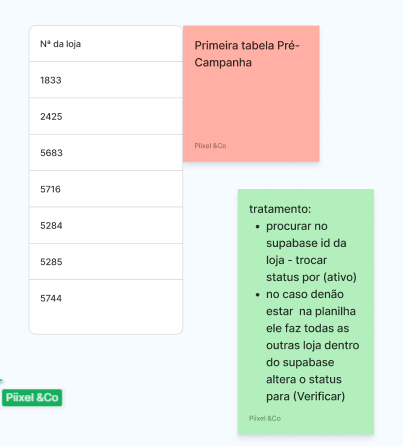 Nª da loja
1833
2425
5683
5716
5284
5285
5744
Primeira tabela Pré-
Campanha
Piixel &Co
tratamento:
• procurar no
supabase id da
loja - trocar
status por (ativo)
• no caso denão
estar na planilha
ele faz todas as
outras loja dentro
do supabase
altera o status
para (Verificar)
Piixel &Co
Piixel &Co